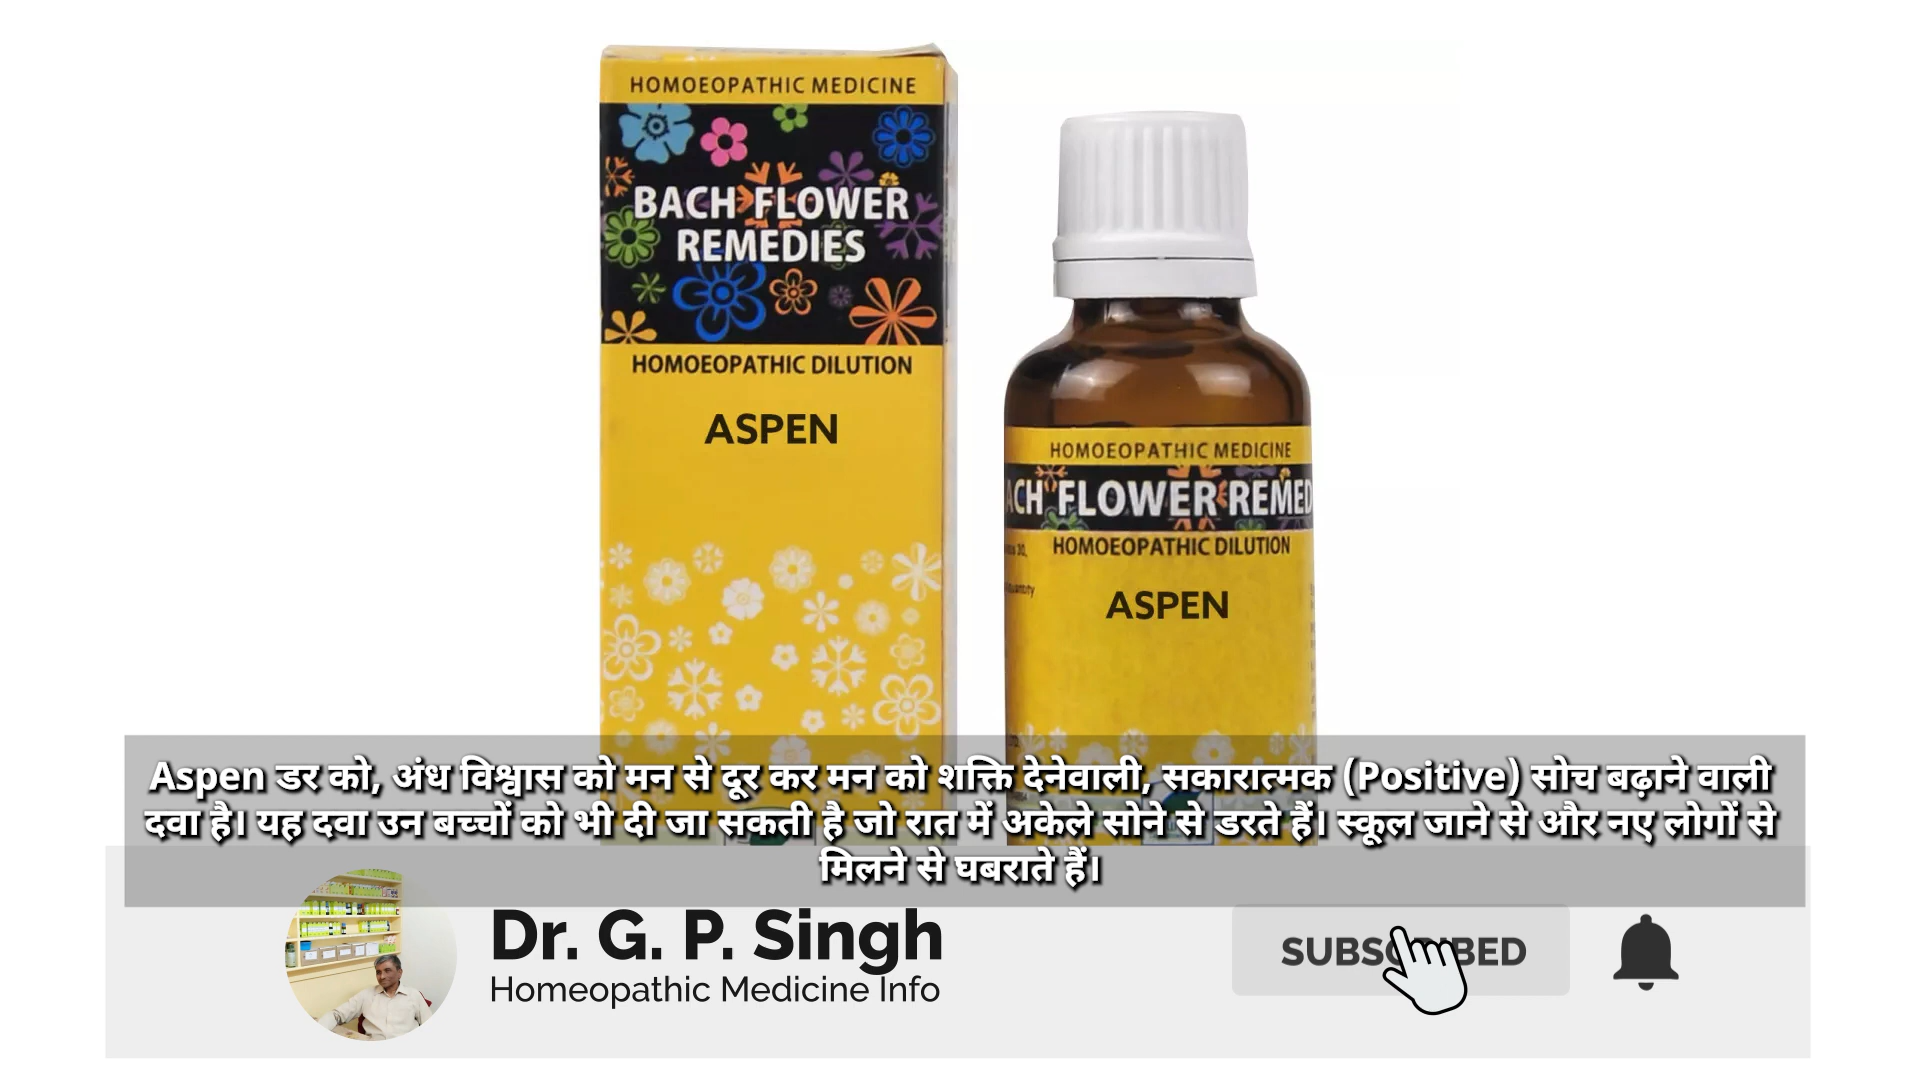 HOMOEOPATHIC MEDICINE
BACH FLOWER
REMEDIES
HOMOEOPATHIC DILUTION
ASPEN
HOMOEOPATHIC MEDICINE
ACH FLOWER REMED
HOMOEOPATHIC DILUTION
ASPEN
Aspen डर को, अंध विश्वास को मन से दूर कर मन को शक्ति देनेवाली, सकारात्मक (Positive) सोच बढ़ाने वाली
दवा है। यह दवा उन बच्चों को भी दी जा सकती है जो रात में अकेले सोने से डरते हैं। स्कूल जाने से और नए लोगों से
मिलने से घबराते हैं।
Dr. G. P. Singh
Homeopathic Medicine Info
SUBSCRIBED